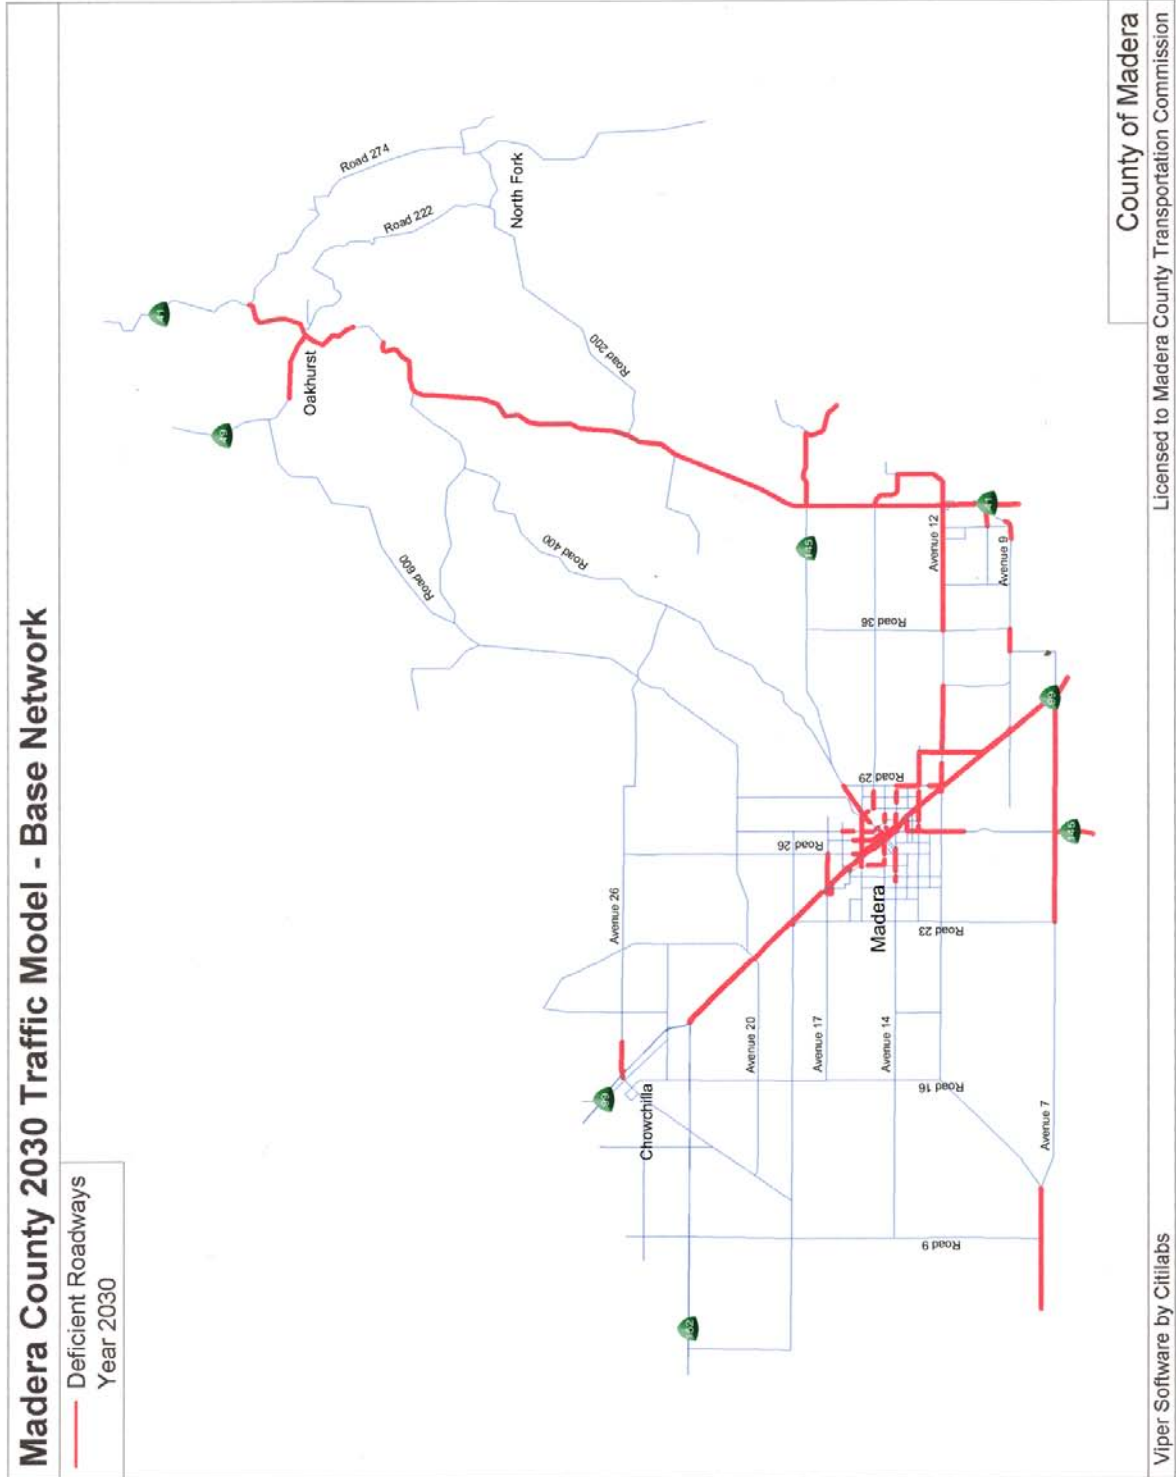 Madera County 2030 Traffic Model - Base Network
Deficient Roadways
Year 2030
41
49
Oakhurst
Road 274
Road 222
North Fork
Road 200
Road 600
Road 400
145
Avenue 12
41
Avenue 9
Road 36
99
Road 29
Road 26
145
Avenue 26
Madera
Road 23
99
Chowchilla
Avenue 20
Avenue 17
Avenue 14
Road 16
Avenue 7
Road 9
152
County of Madera
Viper Software by Citilabs
Licensed to Madera County Transportation Commission